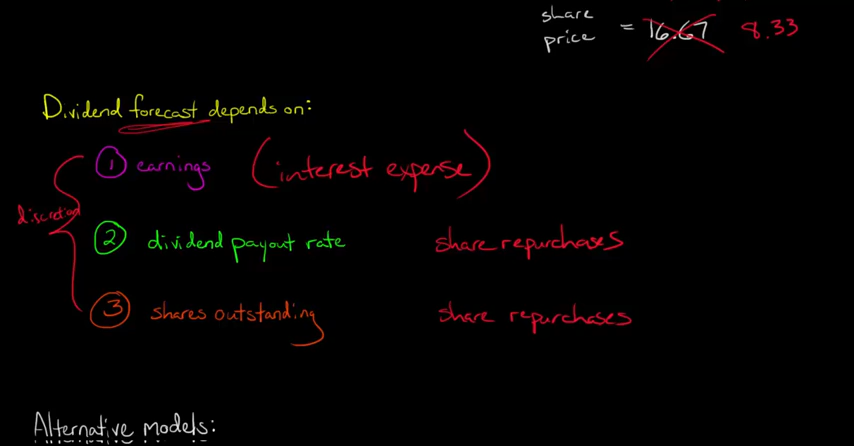 share
price = 16.67 8.33
Dividend forecast depends on:
① earnings (interest expense)
discretion
② dividend payout rate share repurchases
③ shares outstanding share repurchases
Alternative models: